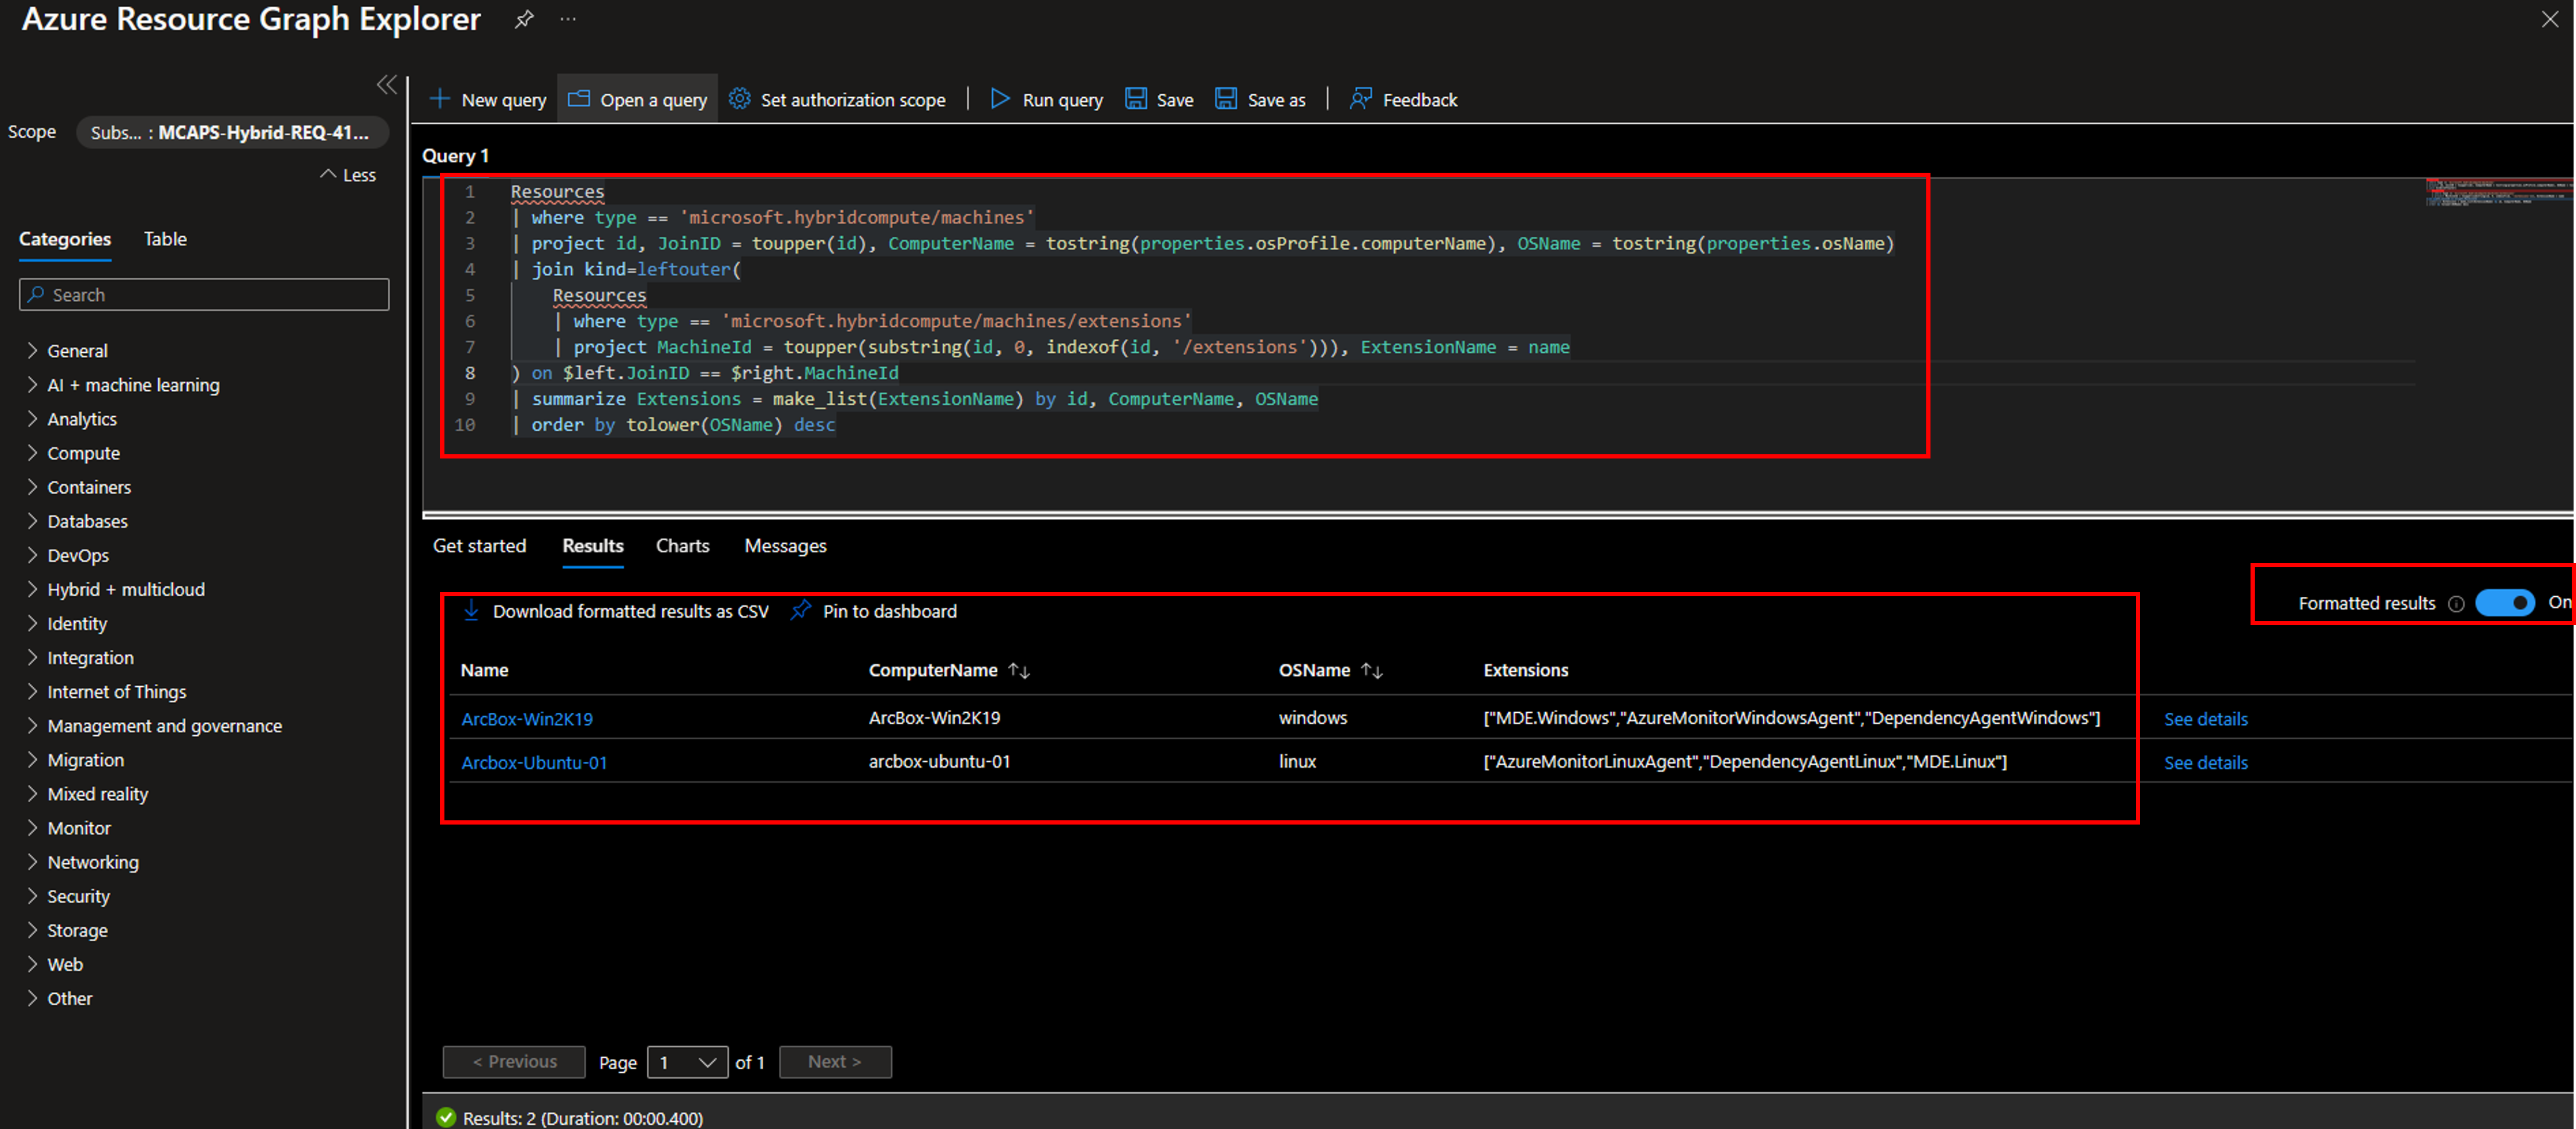 Azure Resource Graph Explorer
Scope
Subs... : MCAPS-Hybrid-REQ-41...
Less
Categories
Table
Search
General
AI + machine learning
Analytics
Compute
Containers
Databases
DevOps
Hybrid + multicloud
Identity
Integration
Internet of Things
Management and governance
Migration
Mixed reality
Monitor
Networking
Security
Storage
Web
Other
New query Open a query Set authorization scope | Run query Save Save as | Feedback
Query 1
1 Resources
2 | where type == 'microsoft.hybridcompute/machines'
3 | project id, JoinID = toupper(id), ComputerName = tostring(properties.osProfile.computerName), OSName = tostring(properties.osName)
4 | join kind=leftouter(
5 Resources
6 | where type == 'microsoft.hybridcompute/machines/extensions'
7 | project MachineId = toupper(substring(id, 0, indexof(id, '/extensions'))), ExtensionName = name
8 ) on $left.JoinID == $right.MachineId
9 | summarize Extensions = make_list(ExtensionName) by id, ComputerName, OSName
10 | order by tolower(OSName) desc
Get started Results Charts Messages
Formatted results On
Download formatted results as CSV Pin to dashboard
Name ComputerName OSName Extensions
ArcBox-Win2K19 ArcBox-Win2K19 windows ["MDE.Windows","AzureMonitorWindowsAgent","DependencyAgentWindows"] See details
Arcbox-Ubuntu-01 arcbox-ubuntu-01 linux ["AzureMonitorLinuxAgent","DependencyAgentLinux","MDE.Linux"] See details
< Previous Page 1 of 1 Next >
Results: 2 (Duration: 00:00.400)